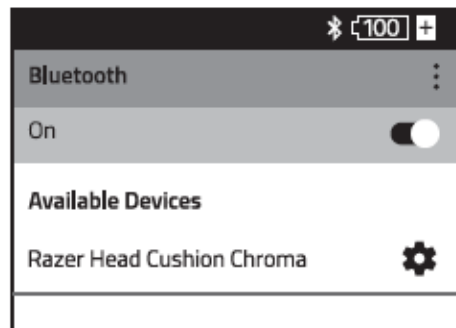 100 +
Bluetooth
On
Available Devices
Razer Head Cushion Chroma